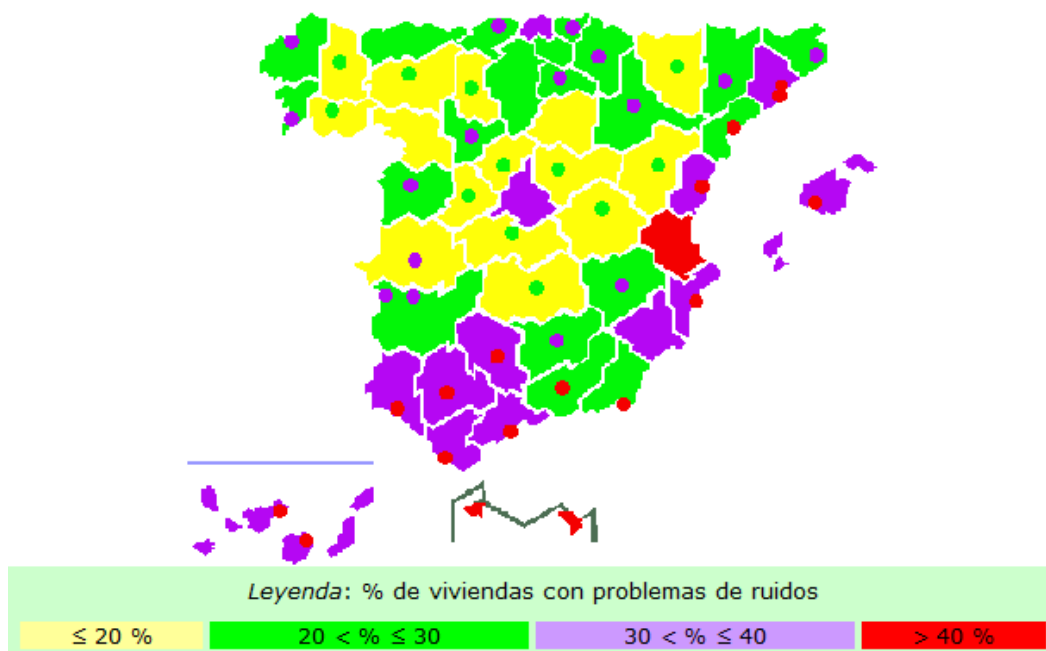 Leyenda: % de viviendas con problemas de ruidos
≤ 20 % 20 < % ≤ 30 30 < % ≤ 40 > 40 %